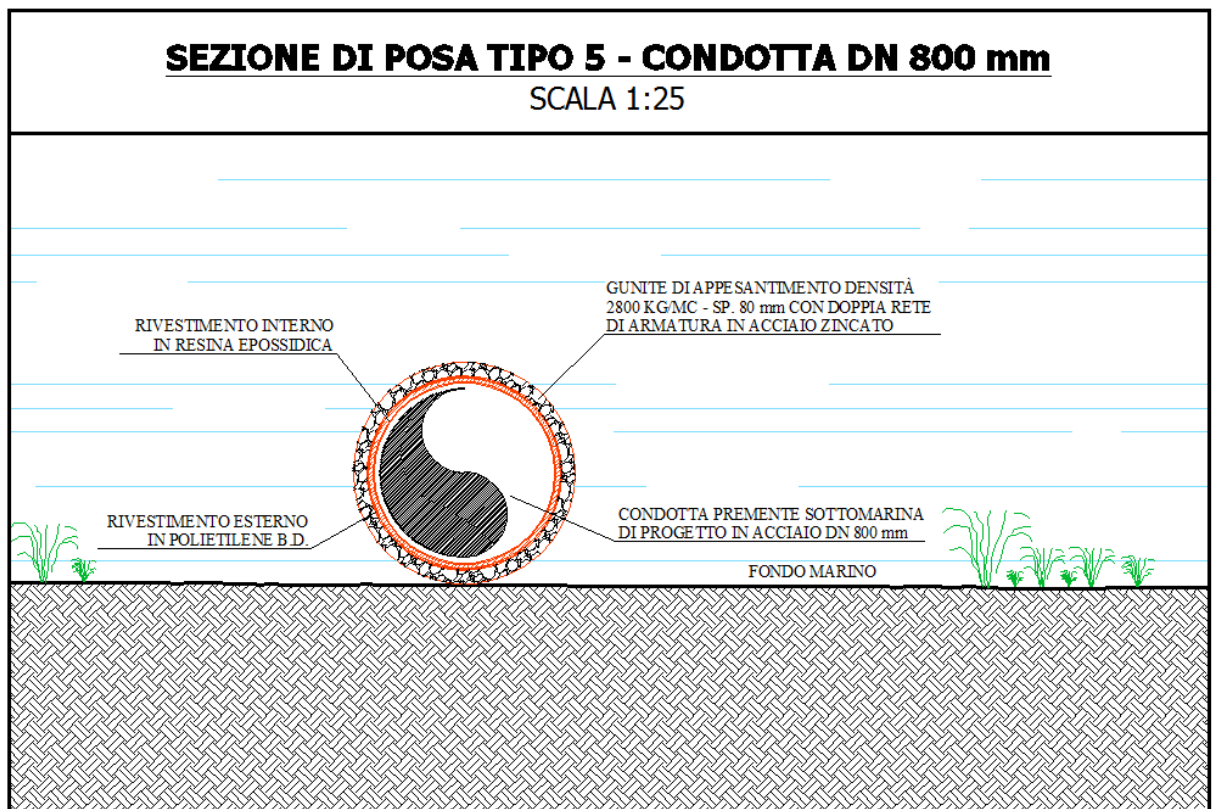 SEZIONE DI POSA TIPO 5 - CONDOTTA DN 800 mm
SCALA 1:25
GUNITE DI APPESANTIMENTO DENSITÀ
2800 KG/MC - SP. 80 mm CON DOPPIA RETE
DI ARMATURA IN ACCIAIO ZINCATO
RIVESTIMENTO INTERNO
IN RESINA EPOSSIDICA
RIVESTIMENTO ESTERNO
IN POLIETILENE B.D.
CONDOTTA PREMENTE SOTTOMARINA
DI PROGETTO IN ACCIAIO DN 800 mm
FONDO MARINO